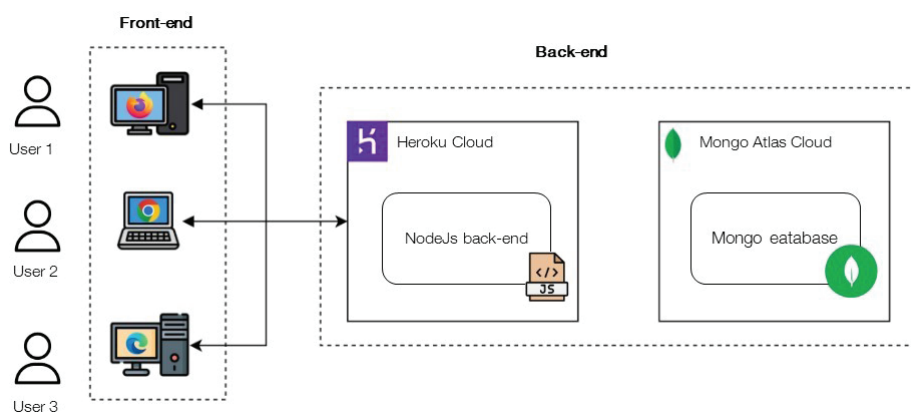 Front-end
Back-end
User 1
Heroku Cloud
Mongo Atlas Cloud
NodeJs back-end
Mongo eatabase
</>
JS
User 2
User 3